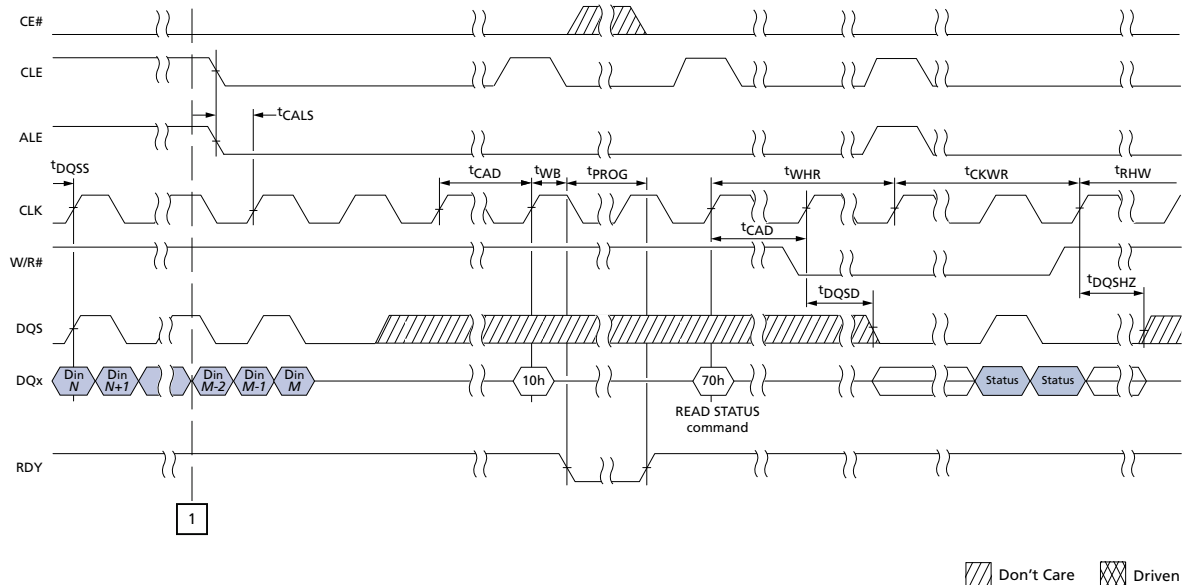 CE#
CLE
tCALS
ALE
tDQSS
tCAD
tWB
tPROG
tWHR
tCKWR
tRHW
CLK
tCAD
W/R#
tDQSD
tDQSHZ
DQS
DQx
Din N
Din N+1
Din M-2
Din M-1
Din M
10h
70h
Status
Status
READ STATUS
command
RDY
1
Don't Care
Driven